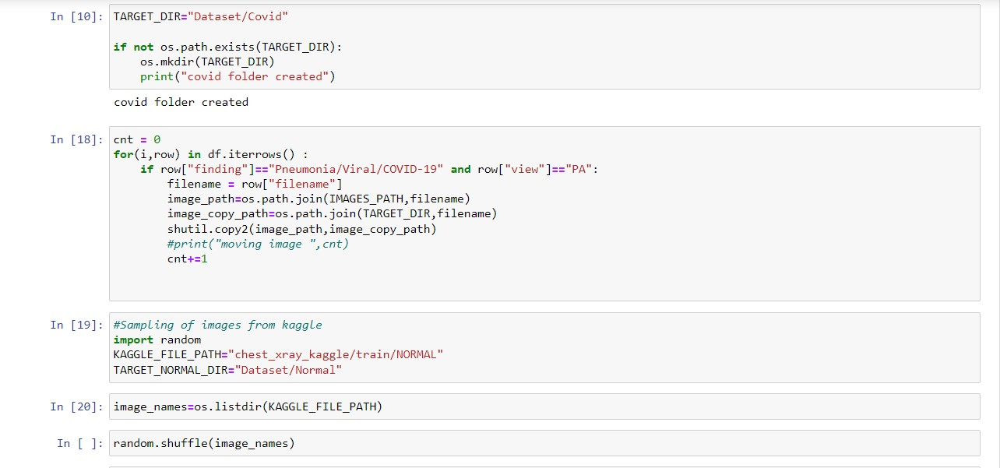 In [10]: TARGET_DIR="Dataset/Covid"
if not os.path.exists(TARGET_DIR):
    os.mkdir(TARGET_DIR)
    print("covid folder created")
covid folder created
In [18]: cnt = 0
for(i,row) in df.iterrows() :
    if row["finding"]=="Pneumonia/Viral/COVID-19" and row["view"]=="PA":
        filename = row["filename"]
        image_path=os.path.join(IMAGES_PATH,filename)
        image_copy_path=os.path.join(TARGET_DIR,filename)
        shutil.copy2(image_path,image_copy_path)
        #print("moving image ",cnt)
        cnt+=1
In [19]: #Sampling of images from kaggle
import random
KAGGLE_FILE_PATH="chest_xray_kaggle/train/NORMAL"
TARGET_NORMAL_DIR="Dataset/Normal"
In [20]: image_names=os.listdir(KAGGLE_FILE_PATH)
In [ ]: random.shuffle(image_names)